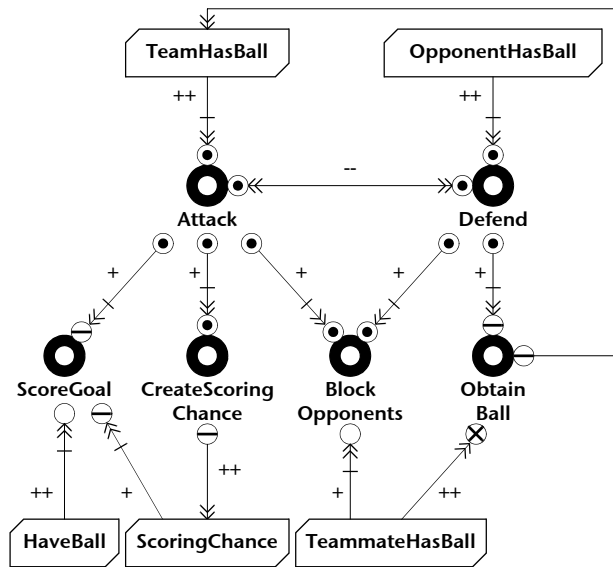 TeamHasBall
OpponentHasBall
++
++
--
Attack
Defend
+
+
+
+
+
ScoreGoal
CreateScoring
Chance
Block
Opponents
Obtain
Ball
++
+
++
+
++
HaveBall
ScoringChance
TeammateHasBall